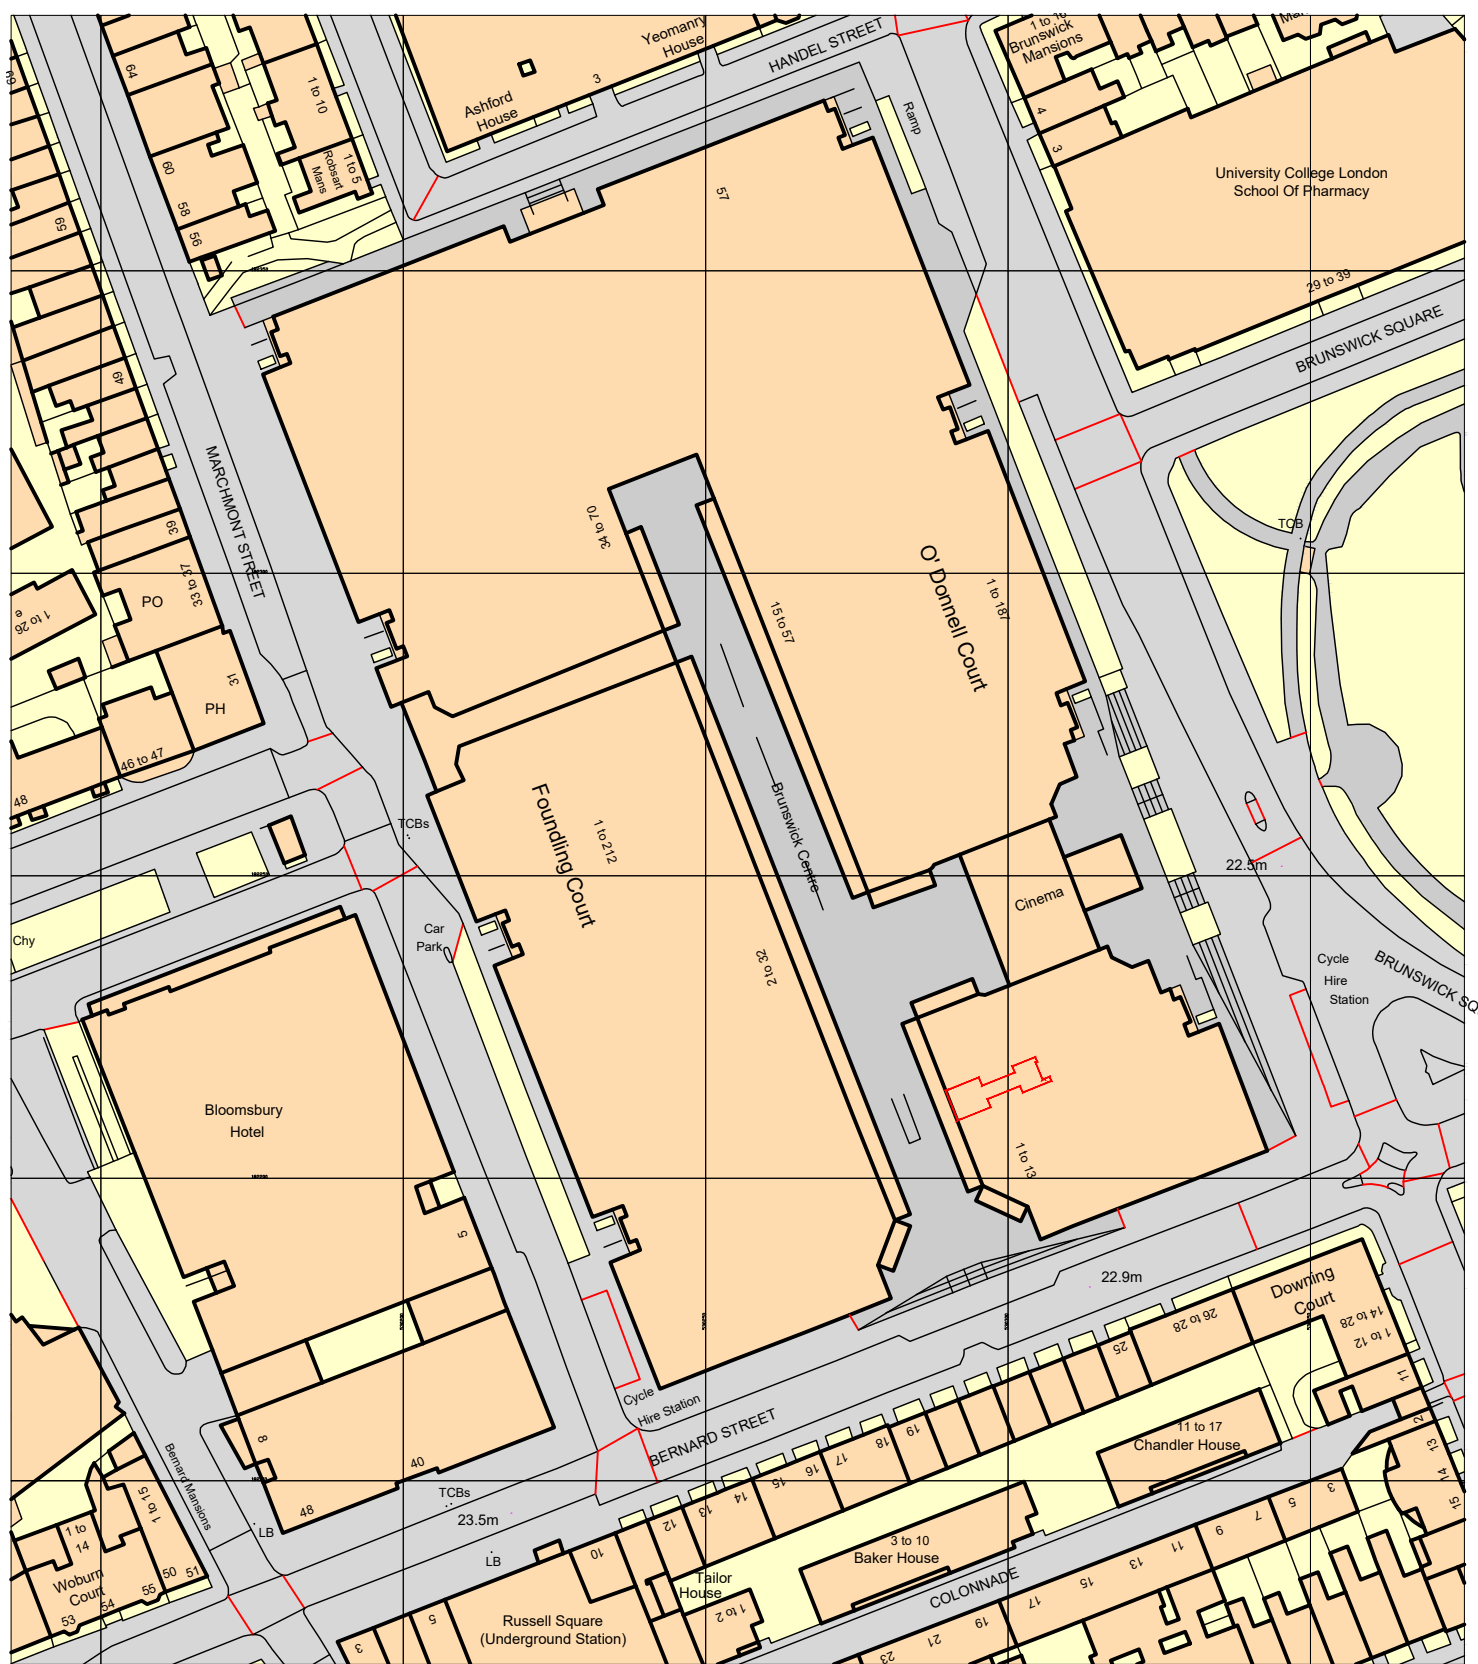 Yeomanry
House
HANDEL STREET
1 to 16
Brunswick
Mansions
Ashford
House
3
Ramp
69
64
1 to 10
1 to 5
Robsart
Mans
60
58
56
59
57
4
3
University College London
School Of Pharmacy
29 to 39
BRUNSWICK SQUARE
49
MARCHMONT STREET
39
33 to 37
PO
1 to 26
31
PH
46 to 47
48
34 to 70
15 to 57
O' Donnell Court
1 to 187
TCB
TCBs
Foundling Court
1 to 212
Brunswick Centre
Cinema
22.5m
Chy
Car
Park
2 to 32
Cycle
Hire
Station
BRUNSWICK SQ
Bloomsbury
Hotel
1 to 13
5
22.9m
Downing
Court
14 to 28
1 to 12
26 to 28
25
11
2
Cycle
Hire Station
BERNARD STREET
8
40
48
TCBs
23.5m
LB
LB
Bernard Mansions
1 to 15
1 to
14
Woburn
Court
53
54
55
50
51
19
18
17
16
15
14
13
12
10
11 to 17
Chandler House
13
14
15
3 to 10
Baker House
Tailor
House
1 to 2
COLONNADE
3
5
7
9
11
13
15
17
19
21
23
Russell Square
(Underground Station)
5
3